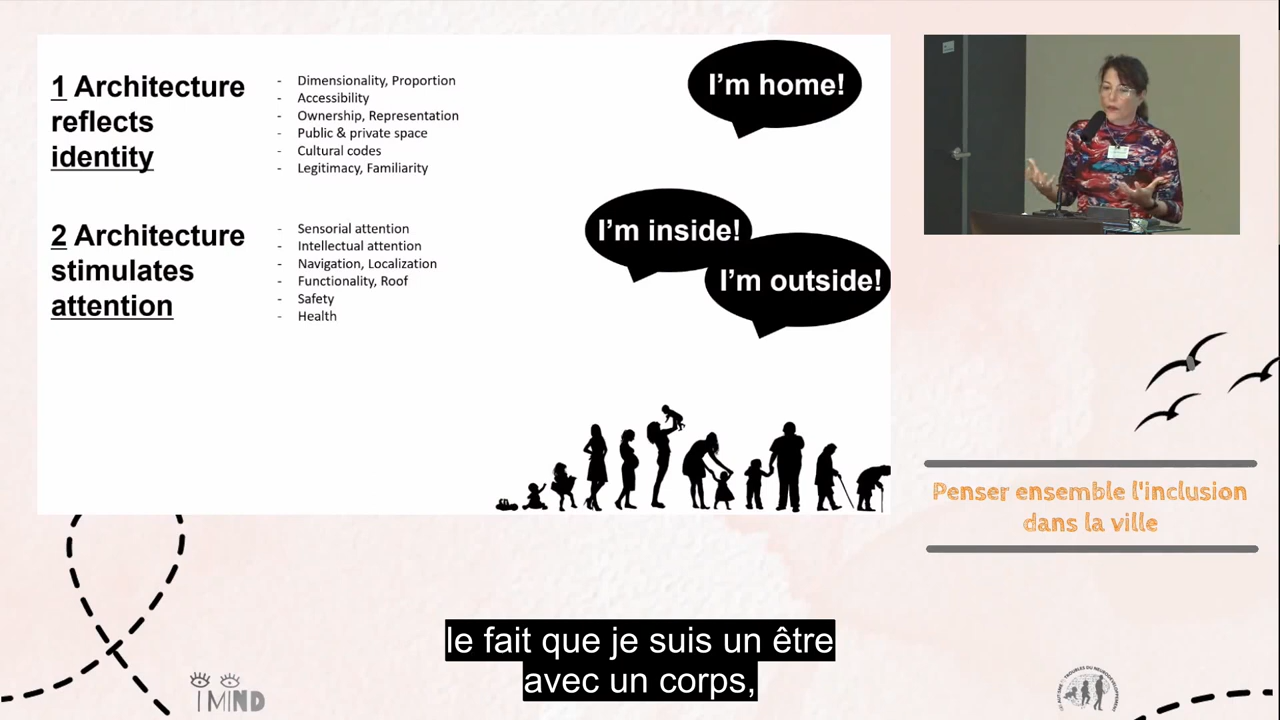 1 Architecture
reflects
identity
- Dimensionality, Proportion
- Accessibility
- Ownership, Representation
- Public & private space
- Cultural codes
- Legitimacy, Familiarity
I'm home!
2 Architecture
stimulates
attention
- Sensorial attention
- Intellectual attention
- Navigation, Localization
- Functionality, Roof
- Safety
- Health
I'm inside!
I'm outside!
Penser ensemble l'inclusion
dans la ville
le fait que je suis un être
avec un corps,
I MIND